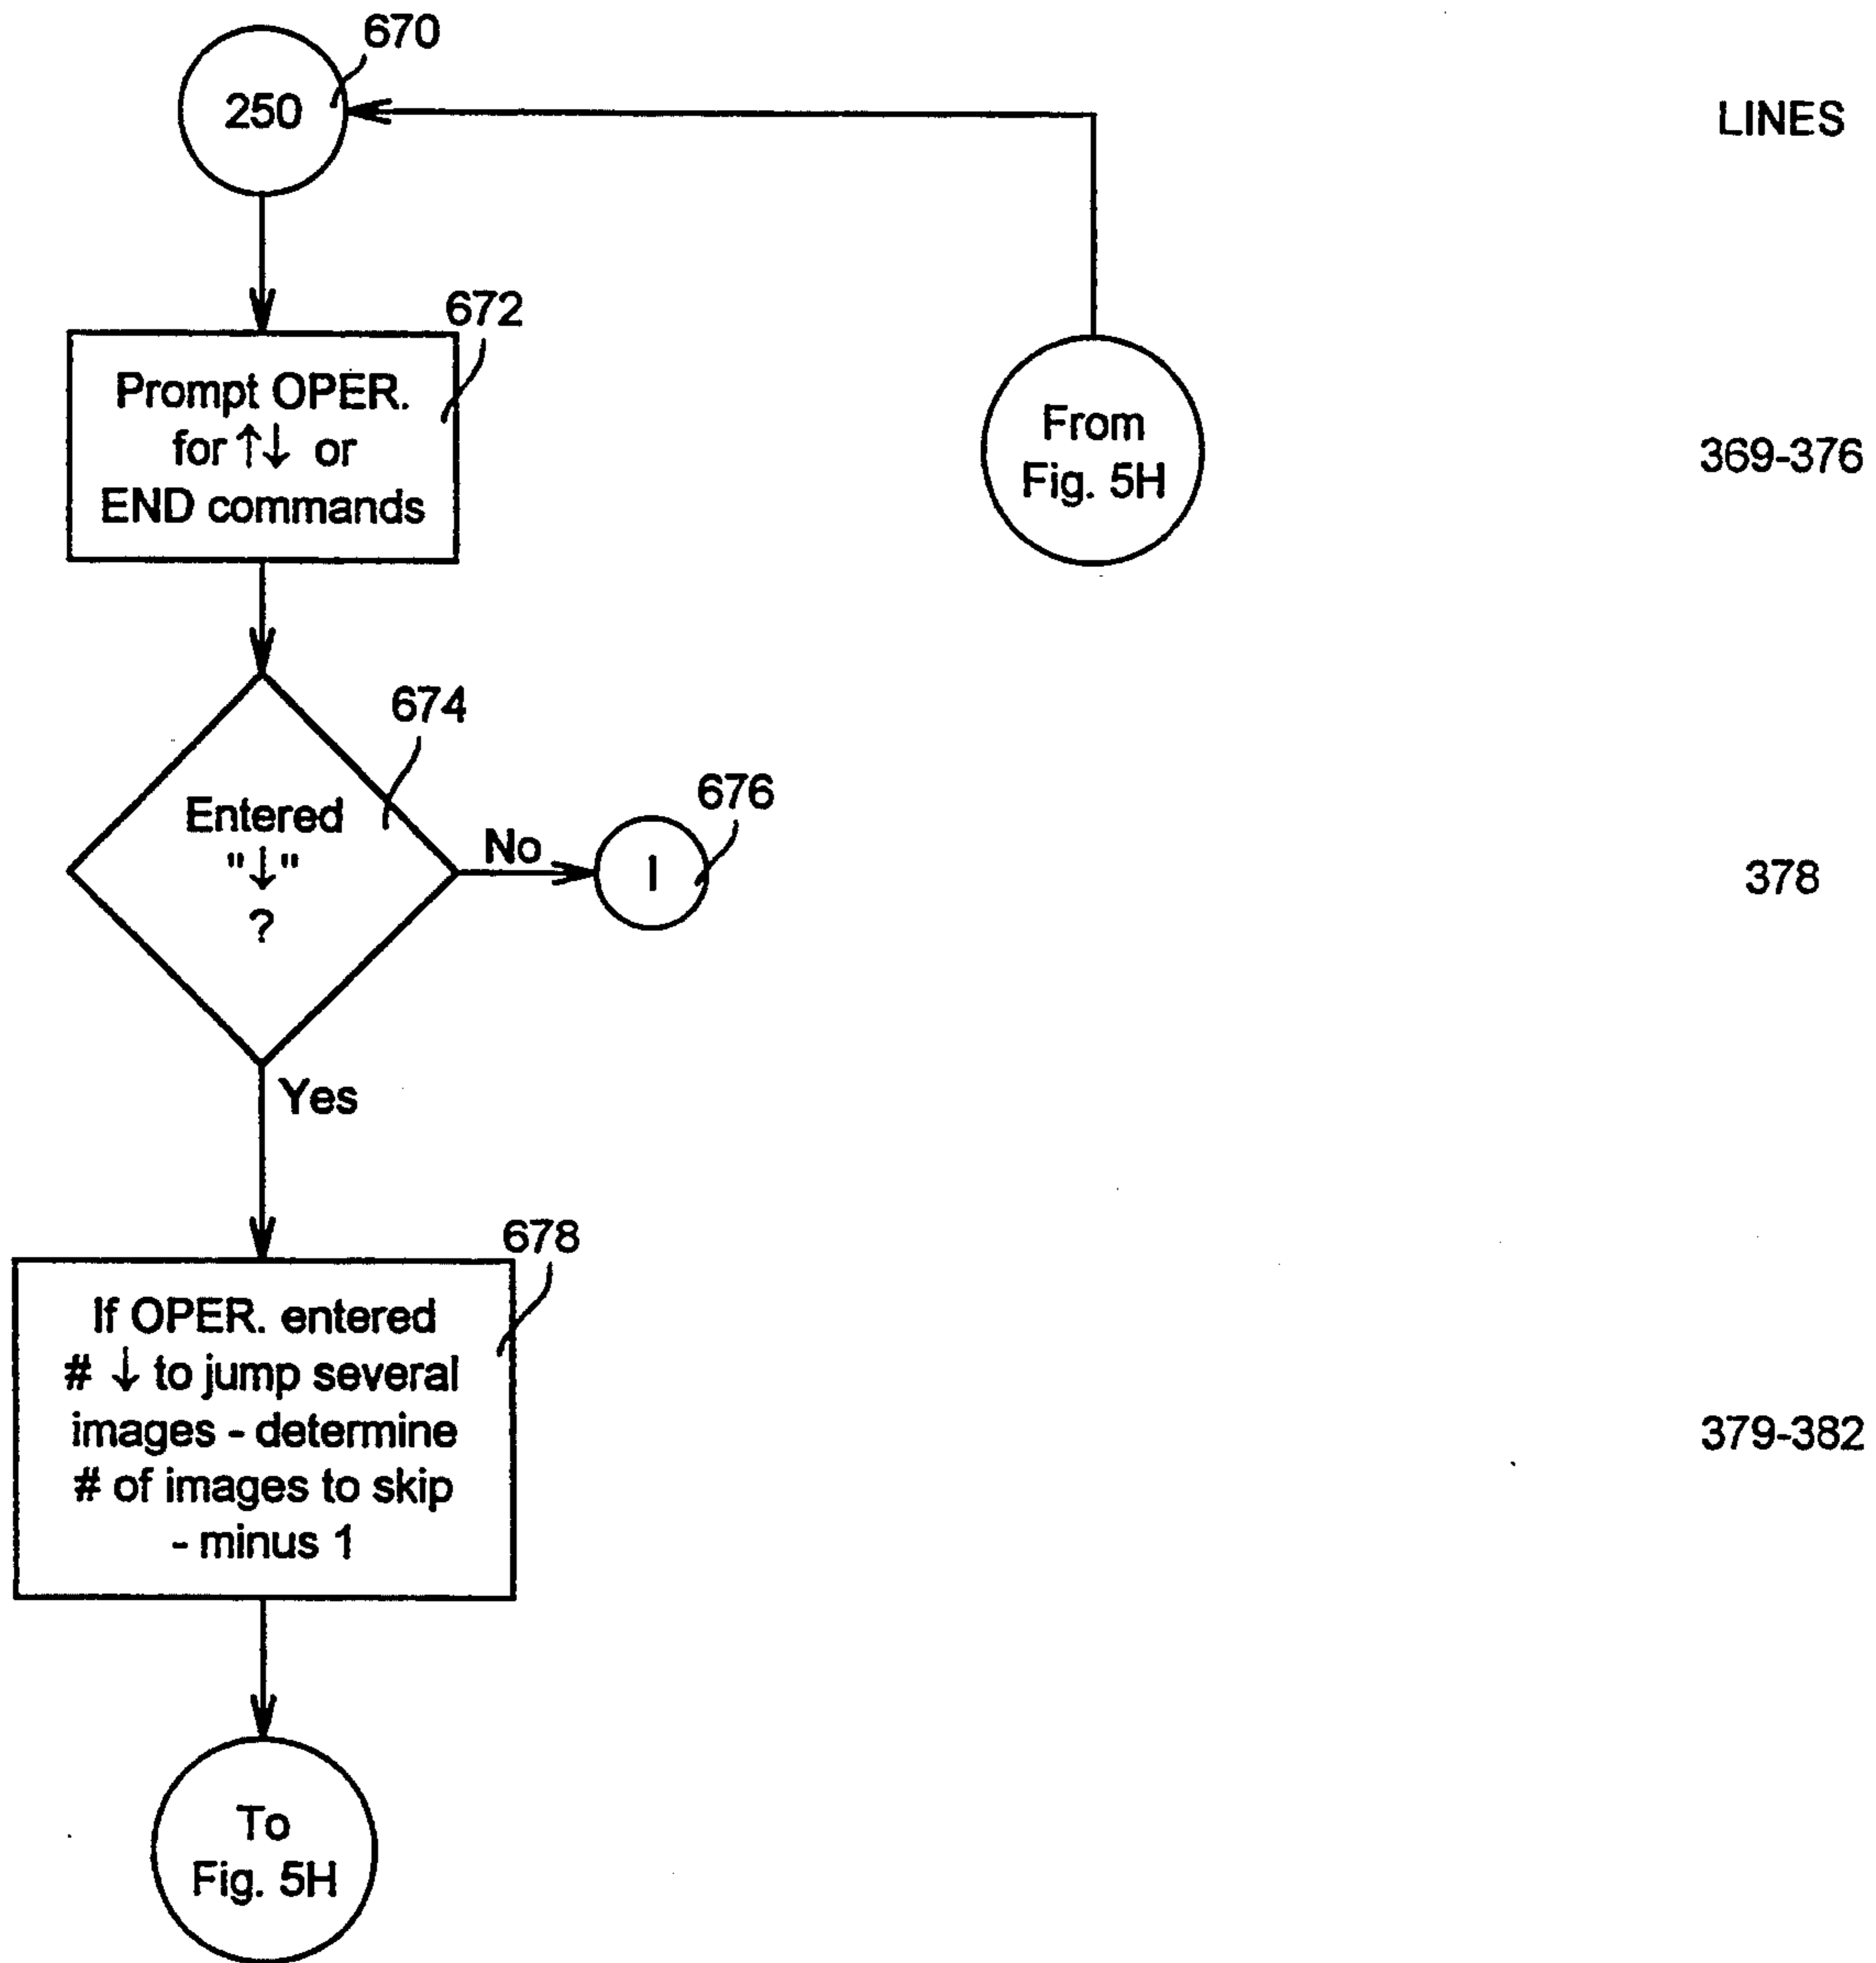 670
250
LINES
672
Prompt OPER.
for ↑↓ or
END commands
From
Fig. 5H
369-376
674
Entered
"↓"
?
No
676
I
378
Yes
678
If OPER. entered
# ↓ to jump several
images - determine
# of images to skip
- minus 1
379-382
To
Fig. 5H